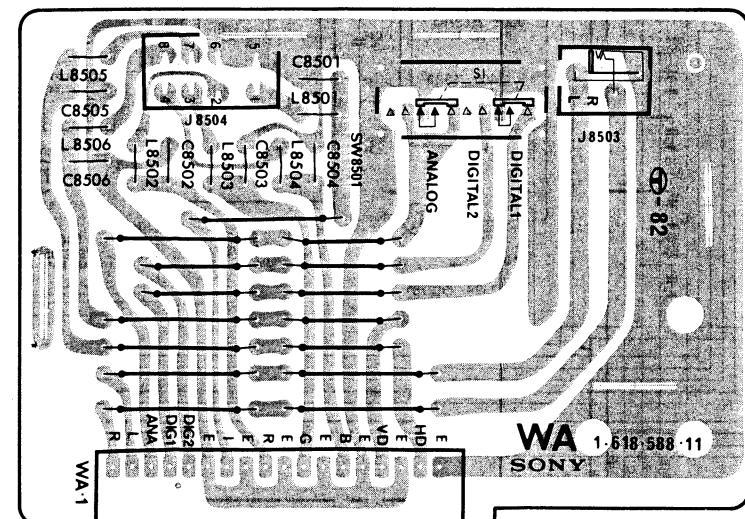 8 7 6 5
C8501
L8505
L8501
4 3 2 1
C8505
J8504
S1
L R
J8503
L8506
C8506
L8502
C8502
L8503
C8503
L8504
C8504
SW8501
ANALOG
DIGITAL2
DIGITAL1
-82
R L ANA DIG1 DIG2 E I E R E G E B E VD E HD E
WA 1-618-588-11
SONY
WA-1